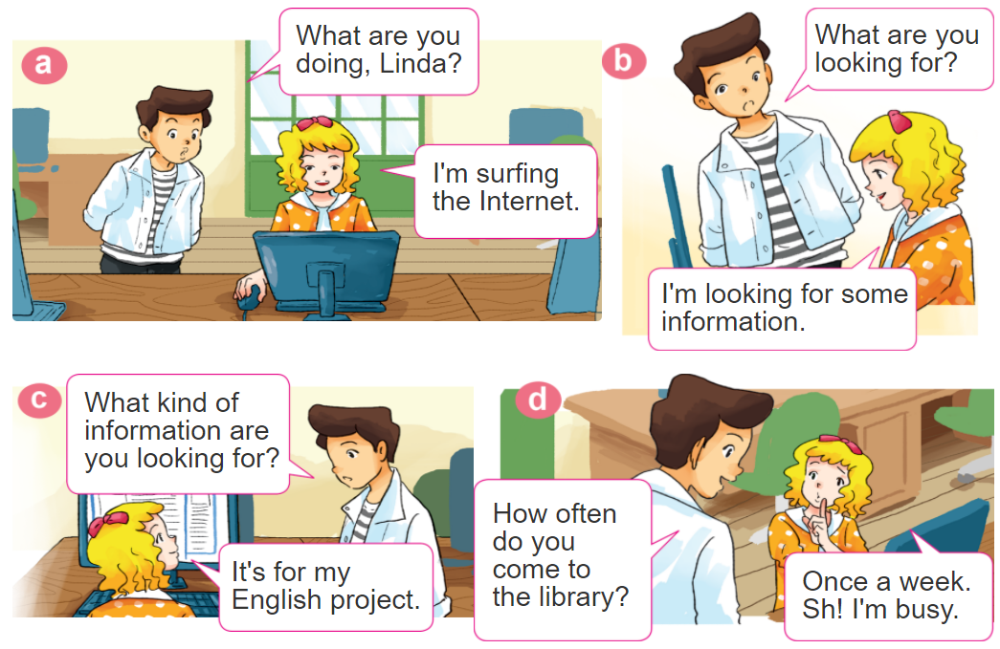 a
What are you
doing, Linda?
I'm surfing
the Internet.
b
What are you
looking for?
I'm looking for some
information.
c
What kind of
information are
you looking for?
It's for my
English project.
d
How often
do you
come to
the library?
Once a week.
Sh! I'm busy.